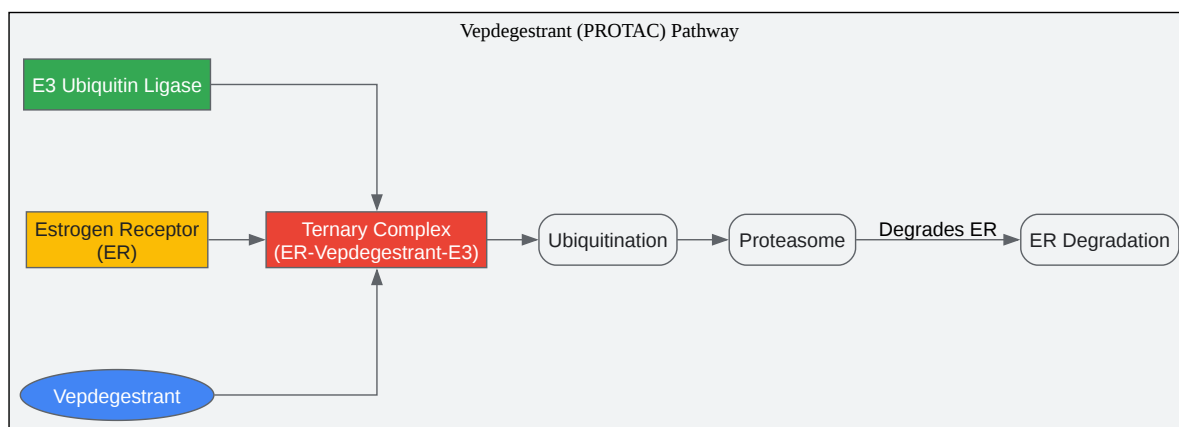 Vepdegestrant (PROTAC) Pathway
E3 Ubiquitin Ligase
Estrogen Receptor
(ER)
Ternary Complex
(ER-Vepdegestrant-E3)
Ubiquitination
Proteasome
Degrades ER
ER Degradation
Vepdegestrant